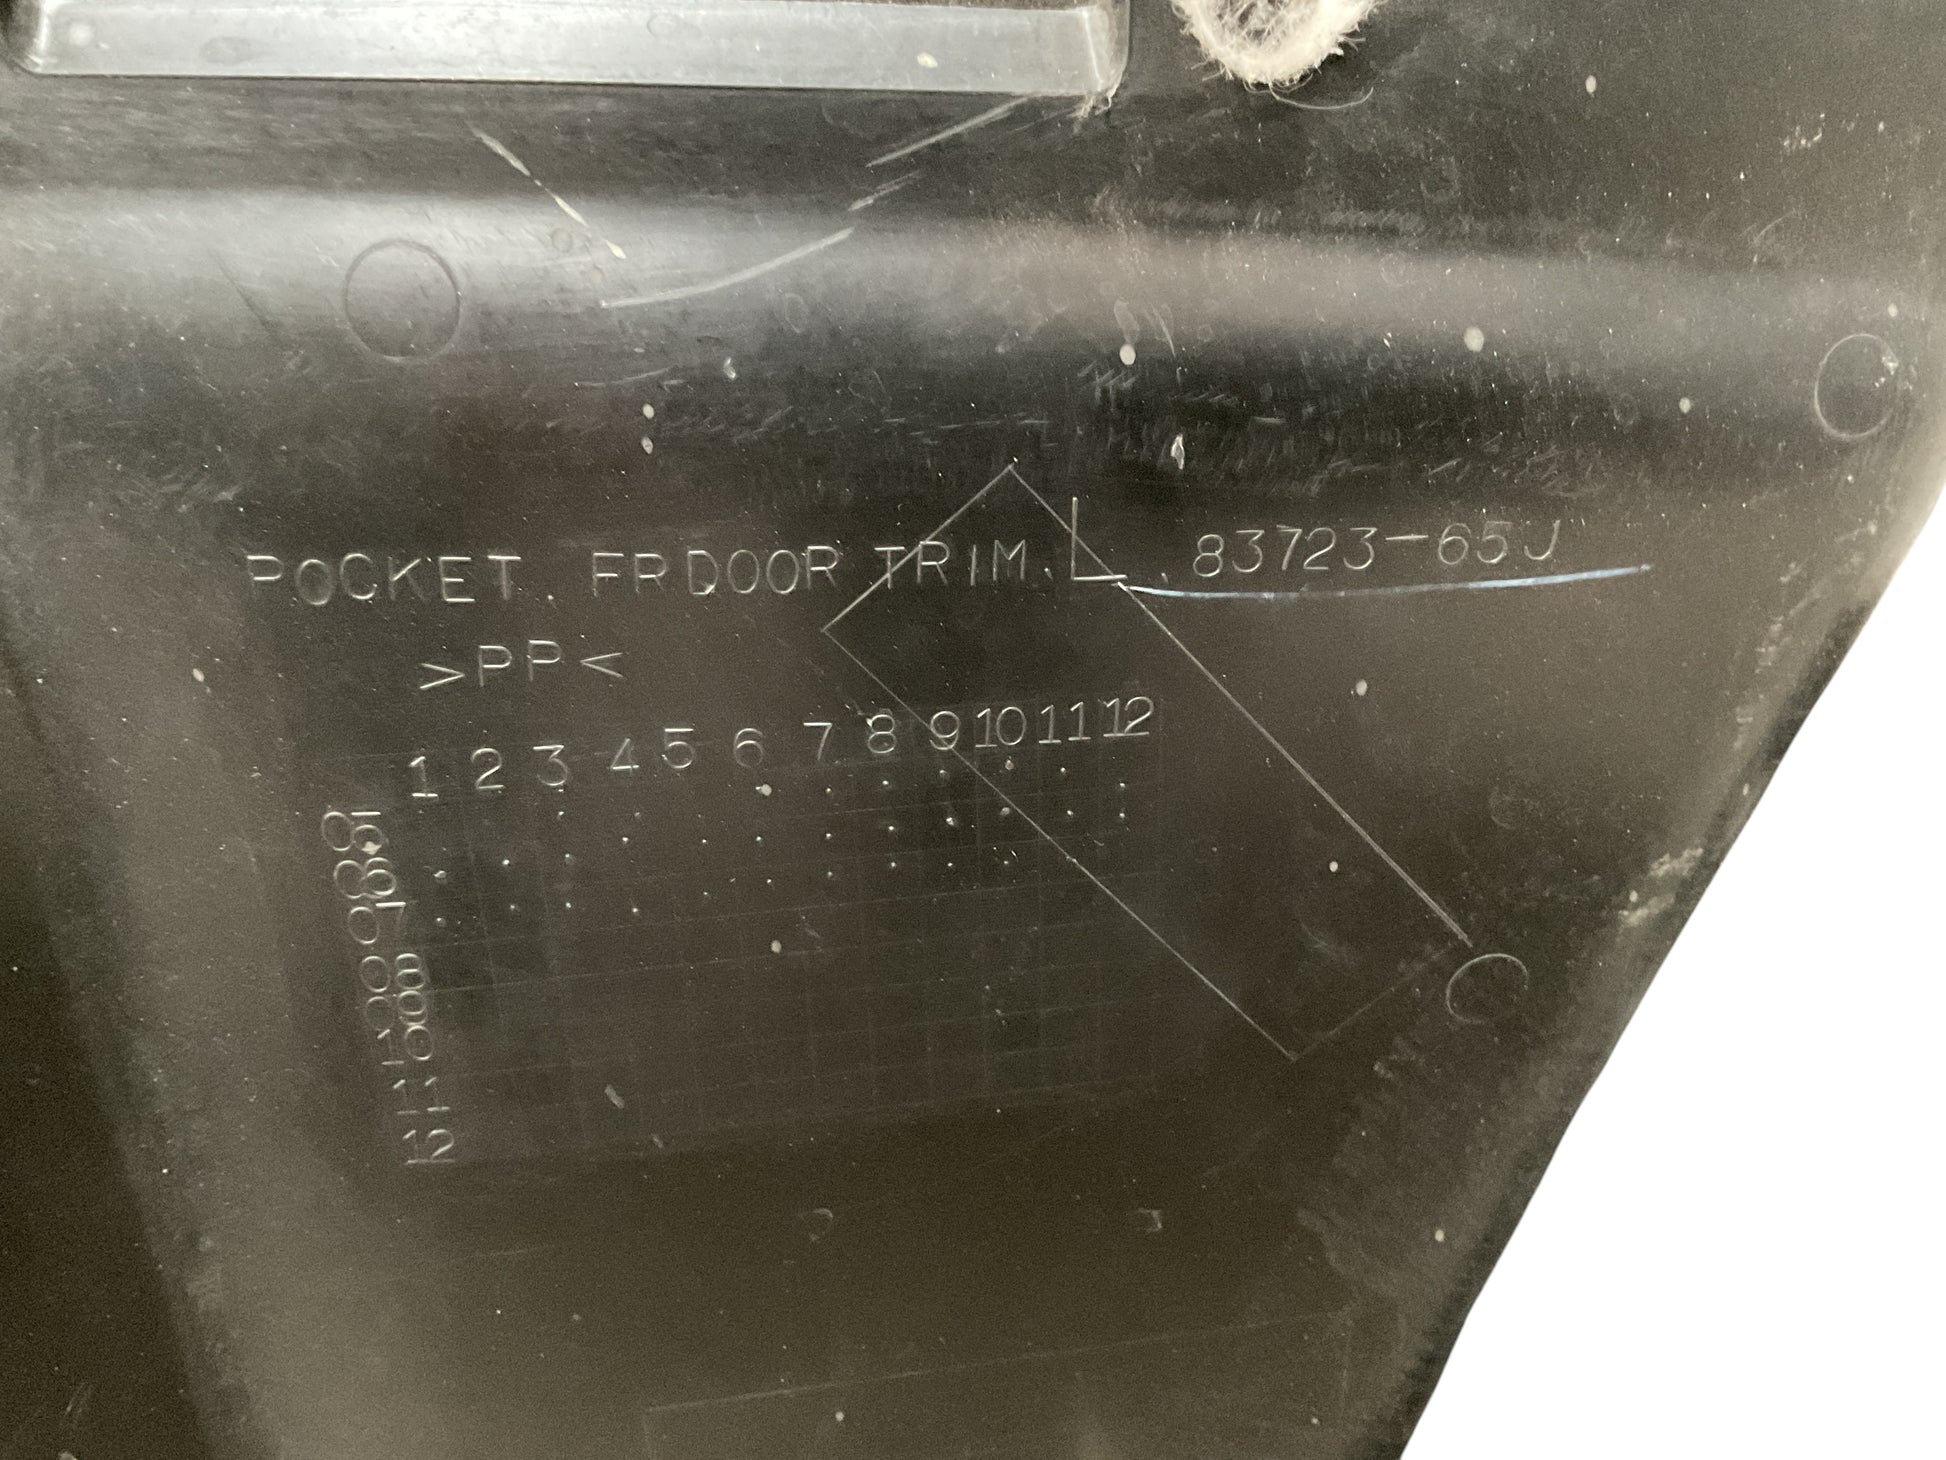 POCKET. FR DOOR TRIM. L. 83723-65J
>PP<
1 2 3 4 5 6 7 8 9 10 11 12
12